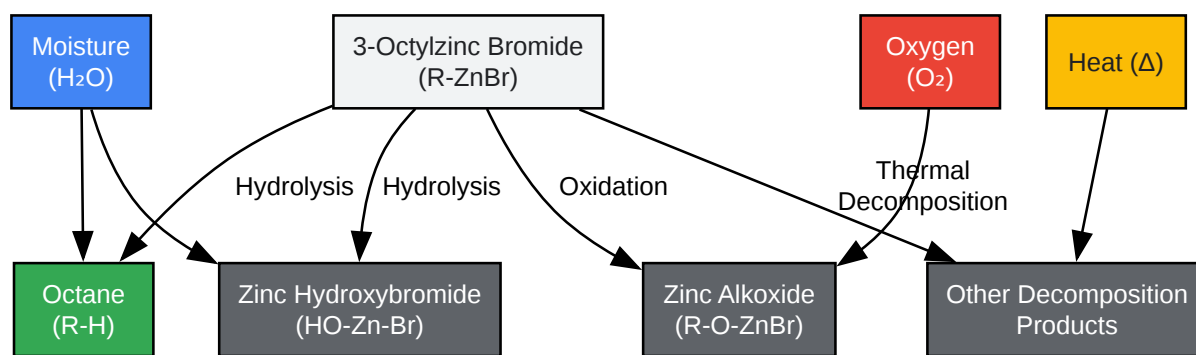 Moisture
(H₂O)
3-Octylzinc Bromide
(R-ZnBr)
Oxygen
(O₂)
Heat (Δ)
Hydrolysis
Hydrolysis
Oxidation
Thermal
Decomposition
Octane
(R-H)
Zinc Hydroxybromide
(HO-Zn-Br)
Zinc Alkoxide
(R-O-ZnBr)
Other Decomposition
Products